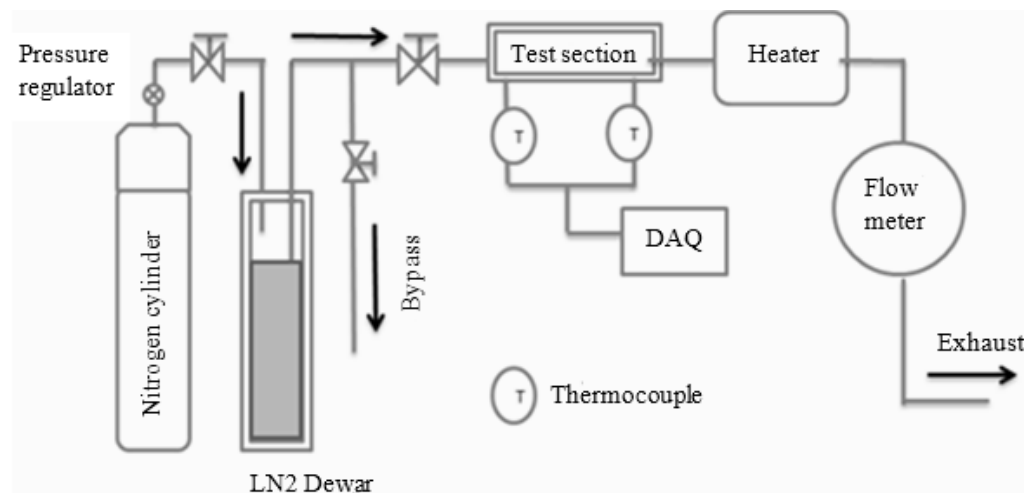 Pressure
regulator
Nitrogen cylinder
LN2 Dewar
Bypass
Test section
T
T
DAQ
Heater
Flow
meter
Exhaust
T
Thermocouple